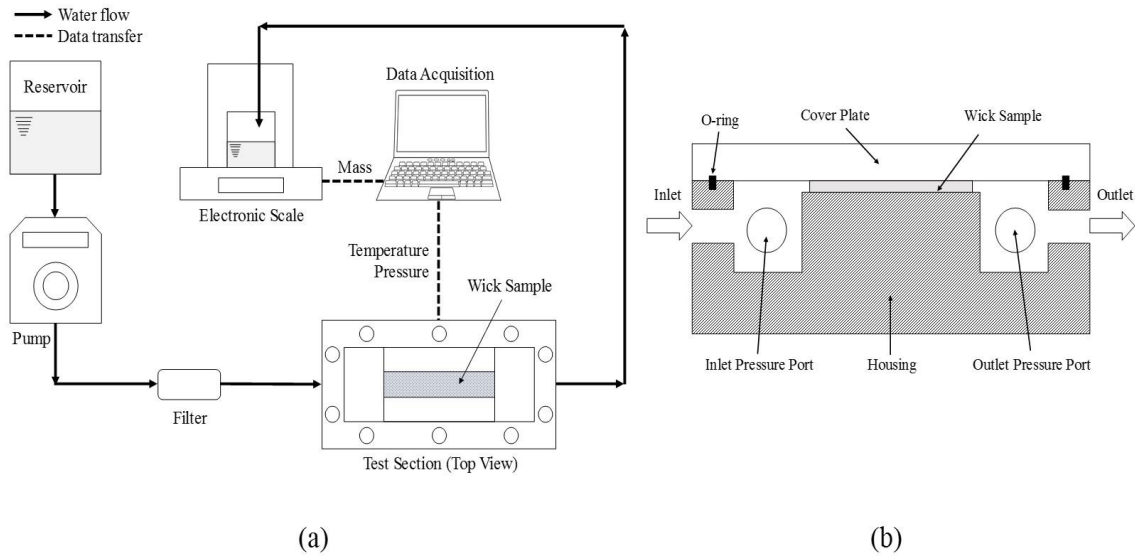 Water flow
Data transfer
Reservoir
Data Acquisition
Mass
Electronic Scale
Temperature
Pressure
Wick Sample
Pump
Filter
Test Section (Top View)
(a)
Cover Plate
Wick Sample
O-ring
Inlet
Outlet
Inlet Pressure Port
Housing
Outlet Pressure Port
(b)